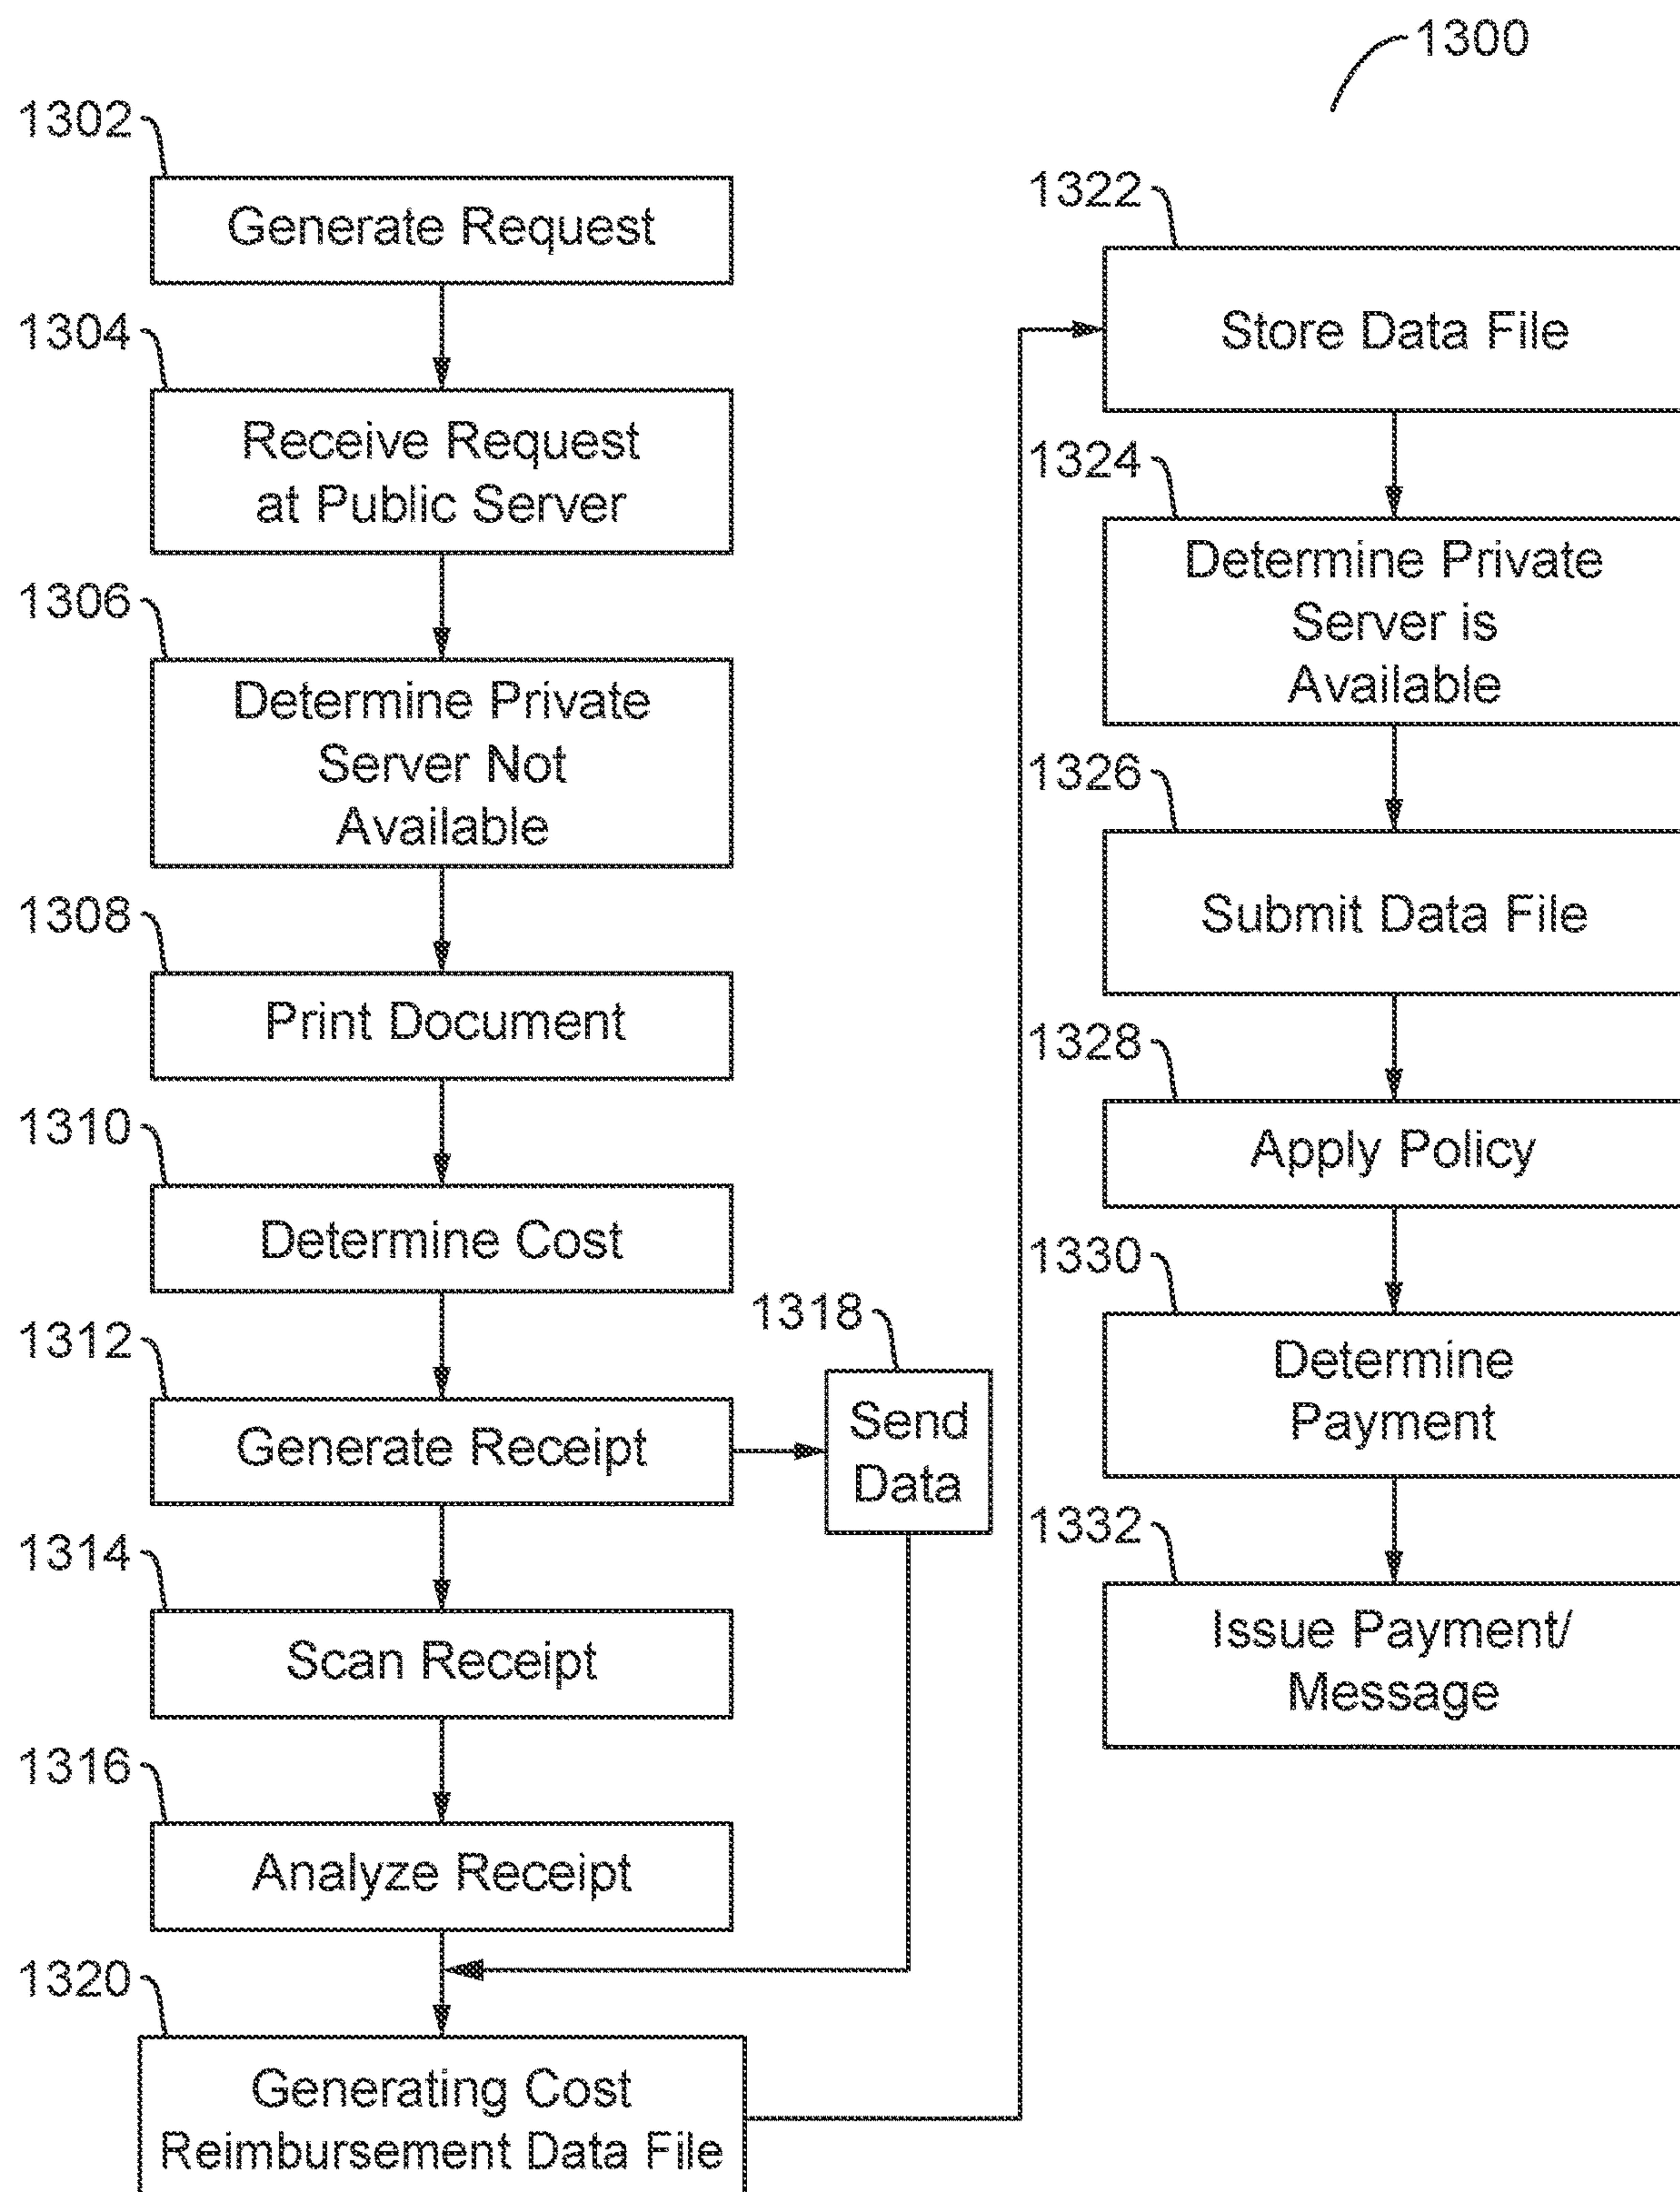 1300
1302
Generate Request
1304
Receive Request
at Public Server
1306
Determine Private
Server Not
Available
1308
Print Document
1310
Determine Cost
1312
Generate Receipt
1318
Send
Data
1314
Scan Receipt
1316
Analyze Receipt
1320
Generating Cost
Reimbursement Data File
1322
Store Data File
1324
Determine Private
Server is
Available
1326
Submit Data File
1328
Apply Policy
1330
Determine
Payment
1332
Issue Payment/
Message